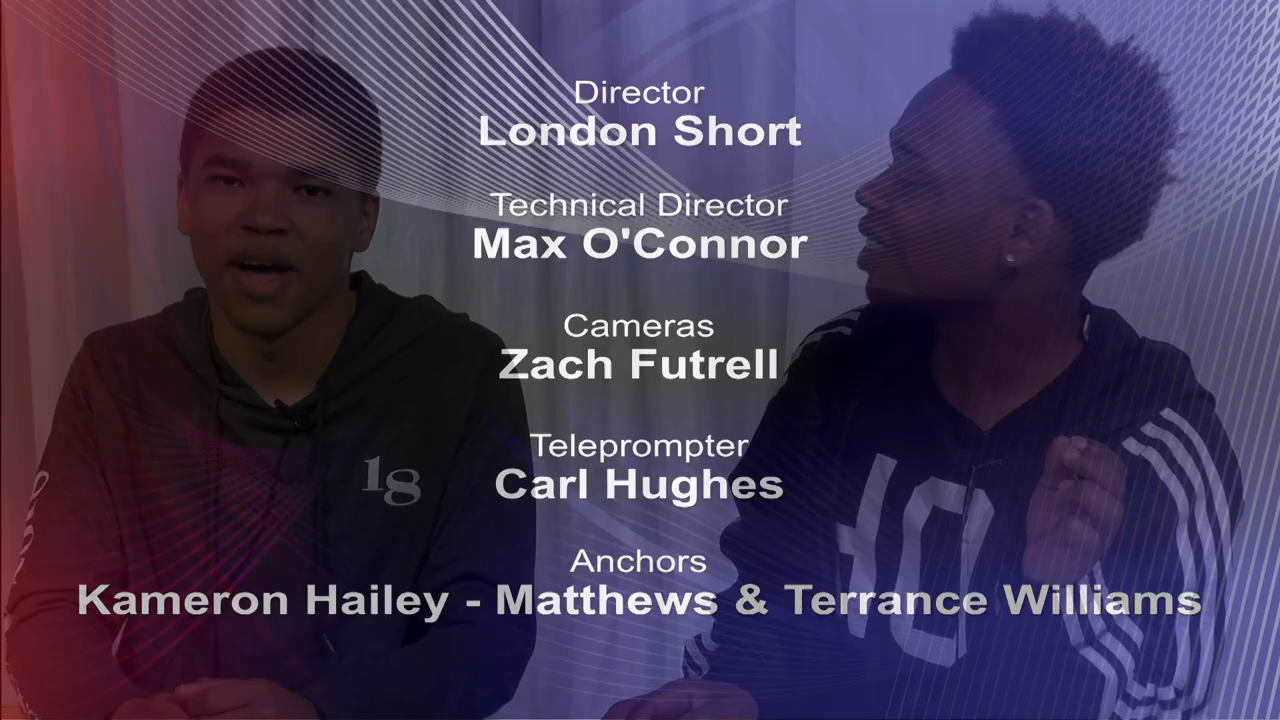 Director
London Short
Technical Director
Max O'Connor
Cameras
Zach Futrell
Teleprompter
Carl Hughes
Anchors
Kameron Hailey - Matthews & Terrance Williams
18